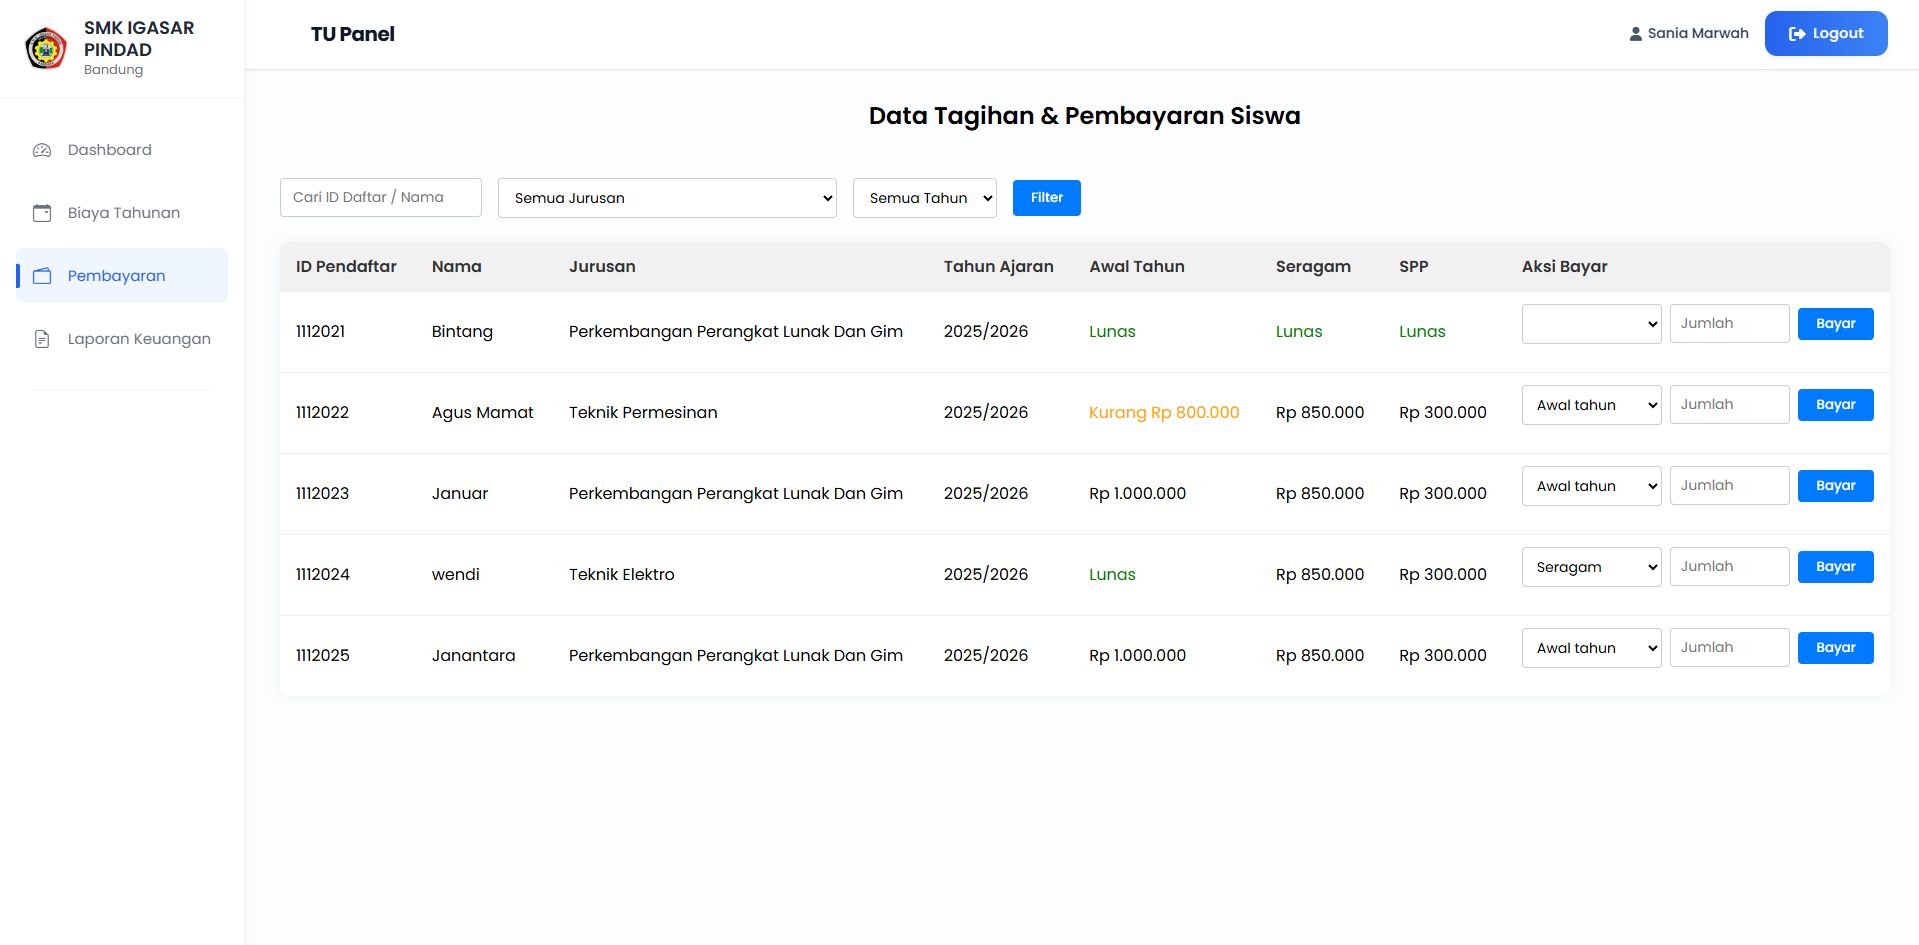 SMK IGASAR
PINDAD
Bandung
TU Panel
Sania Marwah
Logout
Dashboard
Biaya Tahunan
Pembayaran
Laporan Keuangan
Data Tagihan & Pembayaran Siswa
Cari ID Daftar / Nama
Semua Jurusan
Semua Tahun
Filter
ID Pendaftar Nama Jurusan Tahun Ajaran Awal Tahun Seragam SPP Aksi Bayar
1112021 Bintang Perkembangan Perangkat Lunak Dan Gim 2025/2026 Lunas Lunas Lunas Jumlah Bayar
1112022 Agus Mamat Teknik Permesinan 2025/2026 Kurang Rp 800.000 Rp 850.000 Rp 300.000 Awal tahun Jumlah Bayar
1112023 Januar Perkembangan Perangkat Lunak Dan Gim 2025/2026 Rp 1.000.000 Rp 850.000 Rp 300.000 Awal tahun Jumlah Bayar
1112024 wendi Teknik Elektro 2025/2026 Lunas Rp 850.000 Rp 300.000 Seragam Jumlah Bayar
1112025 Janantara Perkembangan Perangkat Lunak Dan Gim 2025/2026 Rp 1.000.000 Rp 850.000 Rp 300.000 Awal tahun Jumlah Bayar